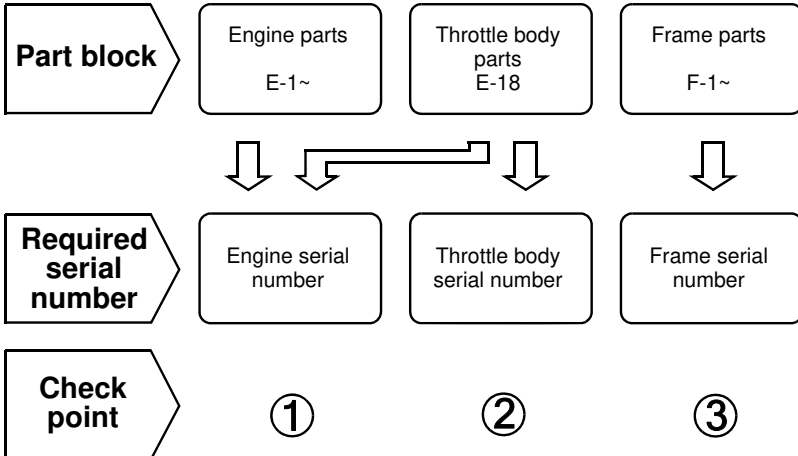 Part block
Engine parts
E-1~
Throttle body
parts
E-18
Frame parts
F-1~
Required
serial
number
Engine serial
number
Throttle body
serial number
Frame serial
number
Check
point
①
②
③